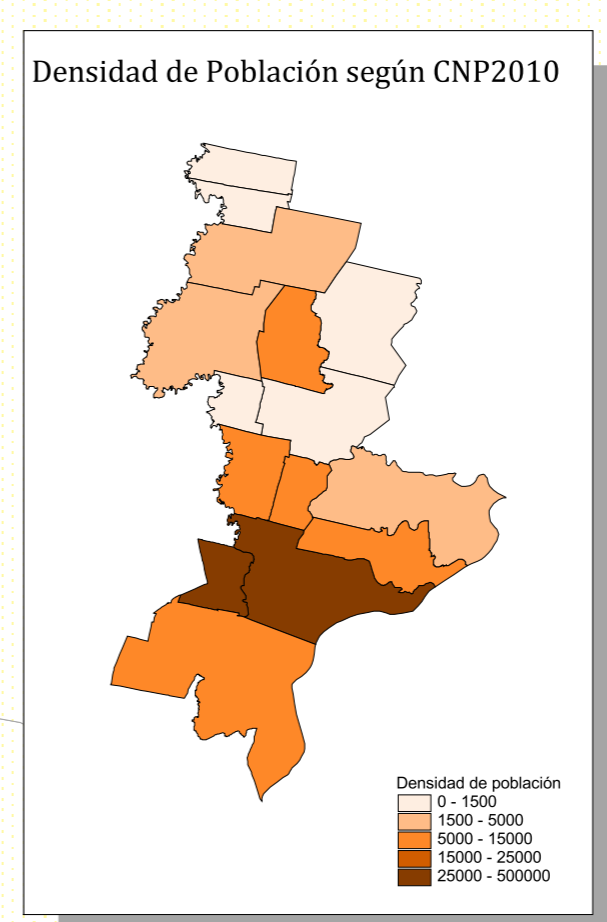 Densidad de Población según CNP2010
Densidad de población
0 - 1500
1500 - 5000
5000 - 15000
15000 - 25000
25000 - 500000